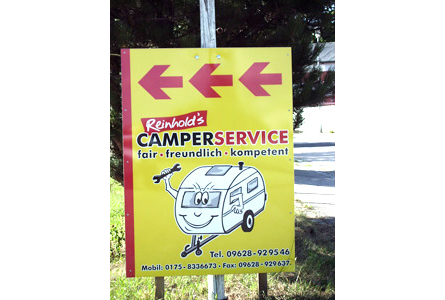 Reinhold's
CAMPERSERVICE
fair · freundlich · kompetent
Tel. 09628-929546
Mobil: 0175-8336673 · Fax: 09628-929637